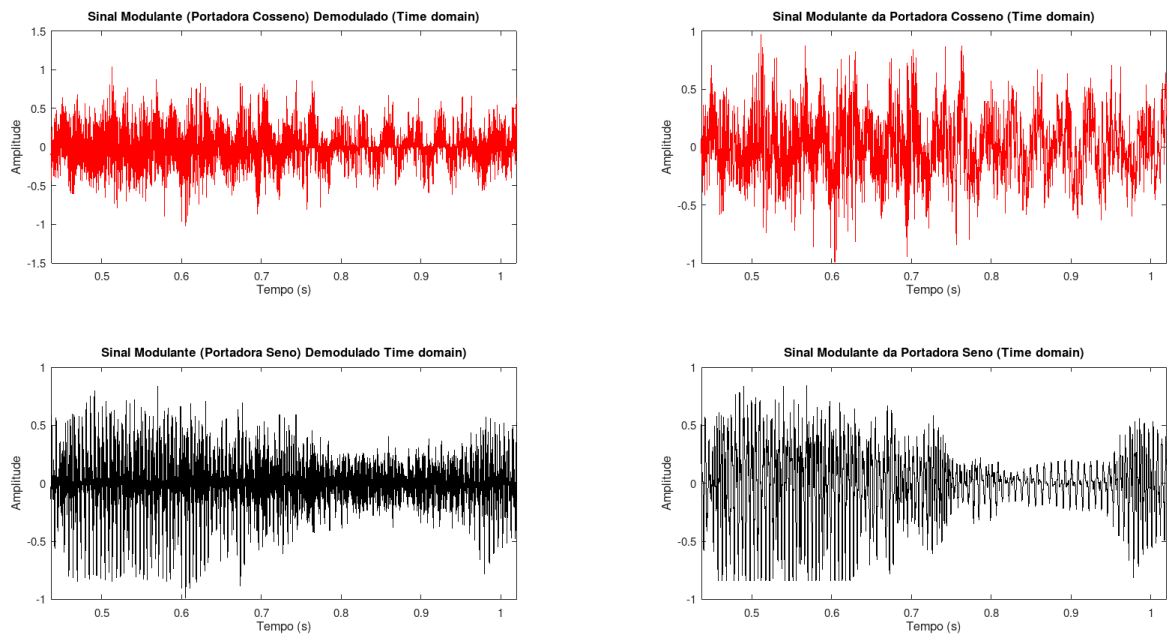 Sinal Modulante (Portadora Cosseno) Demodulado (Time domain)
1.5
1
0.5
0
-0.5
-1
-1.5
Amplitude
0.5 0.6 0.7 0.8 0.9 1
Tempo (s)
Sinal Modulante da Portadora Cosseno (Time domain)
1
0.5
0
-0.5
-1
Amplitude
0.5 0.6 0.7 0.8 0.9 1
Tempo (s)
Sinal Modulante (Portadora Seno) Demodulado Time domain)
1
0.5
0
-0.5
-1
Amplitude
0.5 0.6 0.7 0.8 0.9 1
Tempo (s)
Sinal Modulante da Portadora Seno (Time domain)
1
0.5
0
-0.5
-1
Amplitude
0.5 0.6 0.7 0.8 0.9 1
Tempo (s)